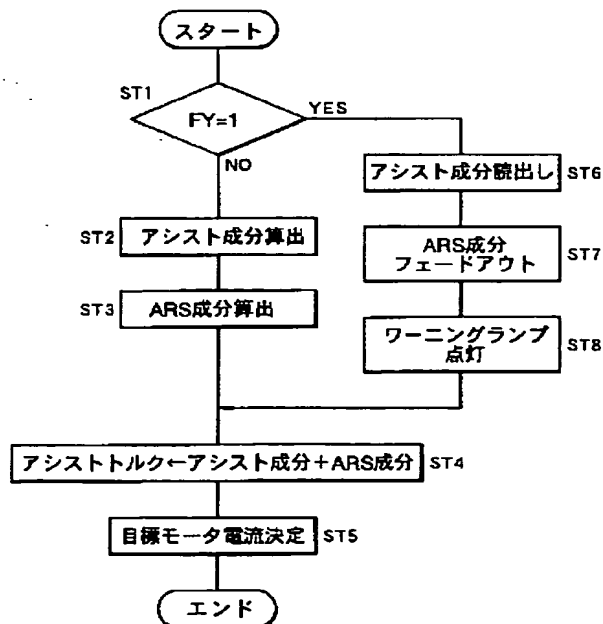 スタート
ST1
FY=1
YES
NO
ST2
アシスト成分算出
ST3
ARS成分算出
アシスト成分読出し
ST6
ARS成分
フェードアウト
ST7
ワーニングランプ
点灯
ST8
アシストトルク←アシスト成分+ARS成分
ST4
目標モータ電流決定
ST5
エンド